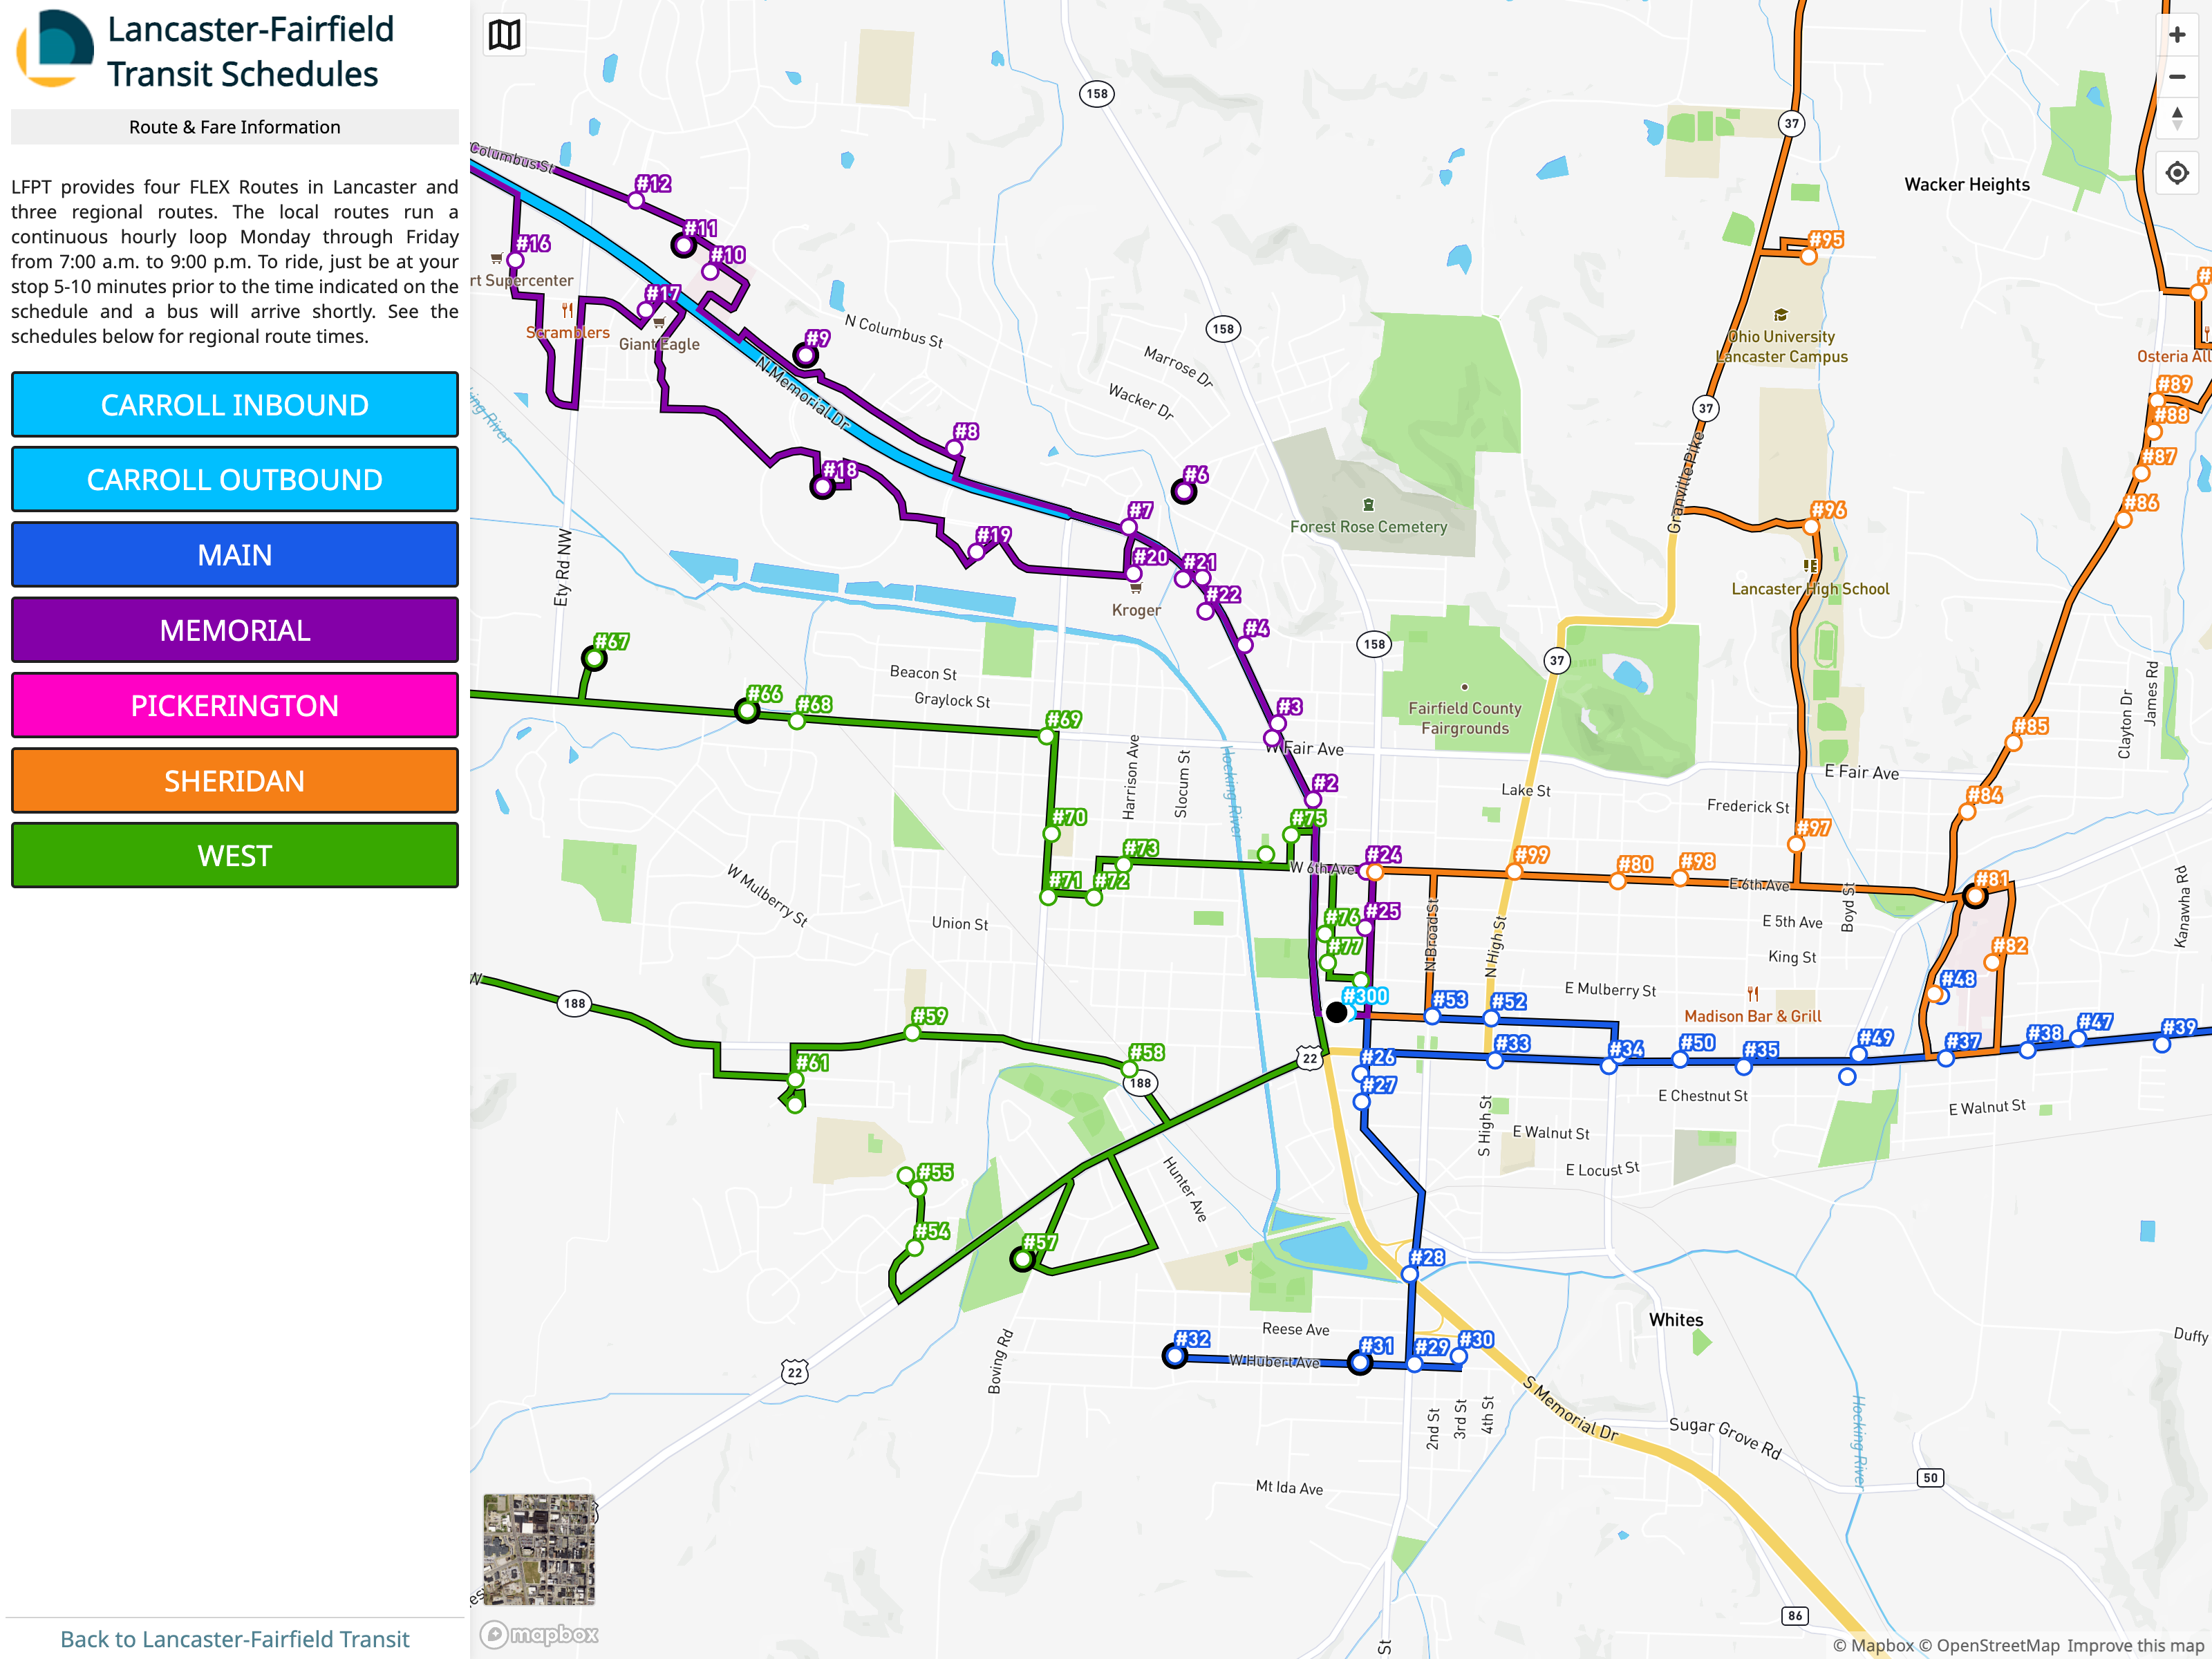 Lancaster-Fairfield
Transit Schedules
Route & Fare Information
LFPT provides four FLEX Routes in Lancaster and
three regional routes. The local routes run a
continuous hourly loop Monday through Friday
from 7:00 a.m. to 9:00 p.m. To ride, just be at your
stop 5-10 minutes prior to the time indicated on the
schedule and a bus will arrive shortly. See the
schedules below for regional route times.
CARROLL INBOUND
CARROLL OUTBOUND
MAIN
MEMORIAL
PICKERINGTON
SHERIDAN
WEST
Back to Lancaster-Fairfield Transit
Columbus St
158
37
#12
#11
#10
#16
rt Supercenter
#17
Scramblers
Giant Eagle
#9
N Columbus St
158
Marrose Dr
Wacker Dr
N Memorial Dr
#8
#18
#6
#7
#19
#20
#21
#22
Kroger
#4
Ety Rd NW
Forest Rose Cemetery
Wacker Heights
#95
Ohio University
Lancaster Campus
Osteria All
37
Granville Pike
#89
#88
#87
#86
#96
Lancaster High School
158
37
Fairfield County
Fairgrounds
James Rd
Clayton Dr
#85
#84
E Fair Ave
Frederick St
Lake St
#67
#66
#68
Beacon St
Graylock St
#69
#3
W Fair Ave
#2
Harrison Ave
Slocum St
Hocking River
#70
#73
#75
#71
#72
W 6th Ave
#24
#99
#80
#98
E 6th Ave
#97
#81
#82
Kanawha Rd
Boyd St
E 5th Ave
King St
#25
#76
#77
N Broad St
N High St
W Mulberry St
Union St
E Mulberry St
Madison Bar & Grill
#48
188
#59
#300
#53
#52
#58
22
#61
188
#26
#27
#33
#34
#50
#35
#49
#37
#38
#47
#39
E Chestnut St
E Walnut St
S High St
E Walnut St
E Locust St
#55
#54
#57
Hunter Ave
#28
Whites
Reese Ave
#32
W Hubert Ave
#31
#29
#30
Boving Rd
22
2nd St
3rd St
4th St
S Memorial Dr
Sugar Grove Rd
Hocking River
Duffy
50
Mt Ida Ave
86
St
mapbox
© Mapbox © OpenStreetMap Improve this map